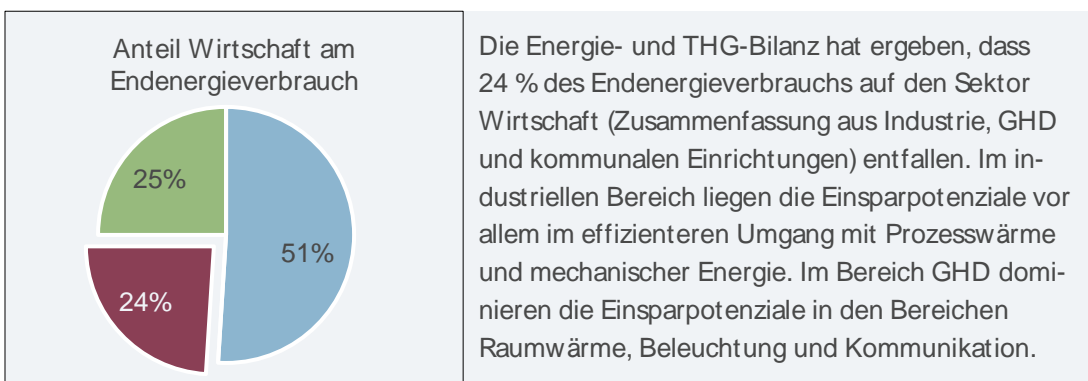 Anteil Wirtschaft am
Endenergieverbrauch
25%
51%
24%
Die Energie- und THG-Bilanz hat ergeben, dass
24 % des Endenergieverbrauchs auf den Sektor
Wirtschaft (Zusammenfassung aus Industrie, GHD
und kommunalen Einrichtungen) entfallen. Im in-
dustriellen Bereich liegen die Einsparpotenziale vor
allem im effizienteren Umgang mit Prozesswärme
und mechanischer Energie. Im Bereich GHD domi-
nieren die Einsparpotenziale in den Bereichen
Raumwärme, Beleuchtung und Kommunikation.